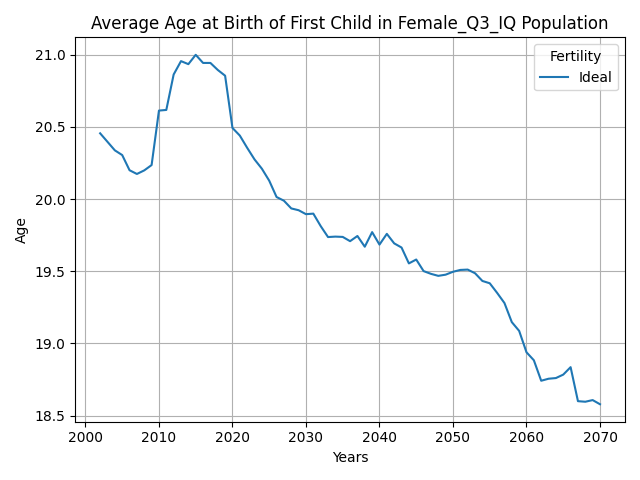 Average Age at Birth of First Child in Female_Q3_IQ Population
Fertility
Ideal
Age
21.0
20.5
20.0
19.5
19.0
18.5
2000 2010 2020 2030 2040 2050 2060 2070
Years